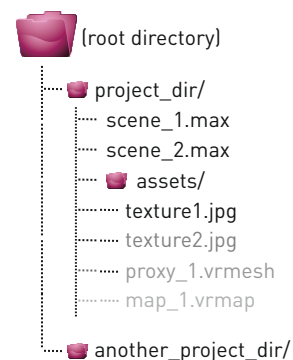 (root directory)
project_dir/
scene_1.max
scene_2.max
assets/
texture1.jpg
texture2.jpg
proxy_1.vrmesh
map_1.vrmap
another_project_dir/